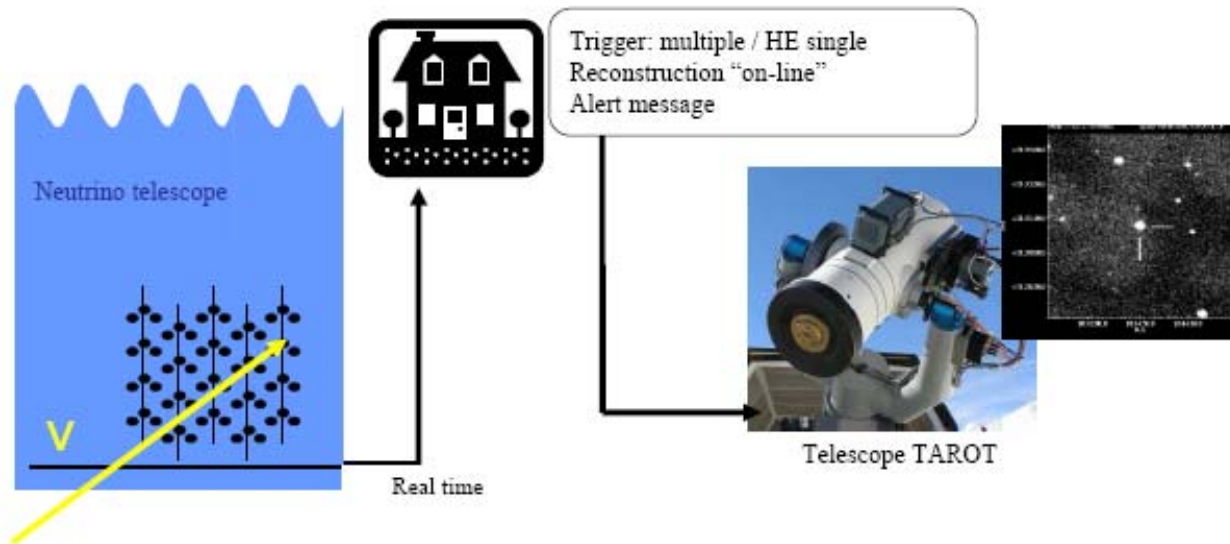 Trigger: multiple / HE single
Reconstruction “on-line”
Alert message
Neutrino telescope
V
Real time
Telescope TAROT